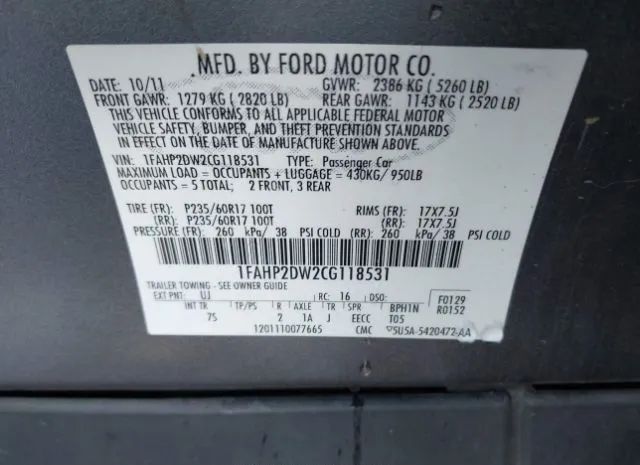 MFD. BY FORD MOTOR CO.
DATE: 10/11 GVWR: 2386 KG ( 5260 LB)
FRONT GAWR: 1279 KG ( 2820 LB) REAR GAWR: 1143 KG ( 2520 LB)
THIS VEHICLE CONFORMS TO ALL APPLICABLE FEDERAL MOTOR
VEHICLE SAFETY, BUMPER, AND THEFT PREVENTION STANDARDS
IN EFFECT ON THE DATE OF MANUFACTURE SHOWN ABOVE.
VIN: 1FAHP2DW2CG118531 TYPE: Passenger Car
MAXIMUM LOAD = OCCUPANTS + LUGGAGE = 430KG/ 950LB
OCCUPANTS = 5 TOTAL; 2 FRONT, 3 REAR
TIRE (FR): P235/60R17 100T RIMS (FR): 17X7.5J
(RR): P235/60R17 100T (RR): 17X7.5J
PRESSURE (FR): 260 kPa/ 38 PSI COLD (RR): 260 kPa/ 38 PSI COLD
1FAHP2DW2CG118531
TRAILER TOWING - SEE OWNER GUIDE
EXT PNT: UJ RC: 16 DSO: F0129
INT TR TP/PS R AXLE TR SPR BPH1N R0152
7S 2 1A J EECC T05
1201110077665 CMC 5U5A-5420472-AA